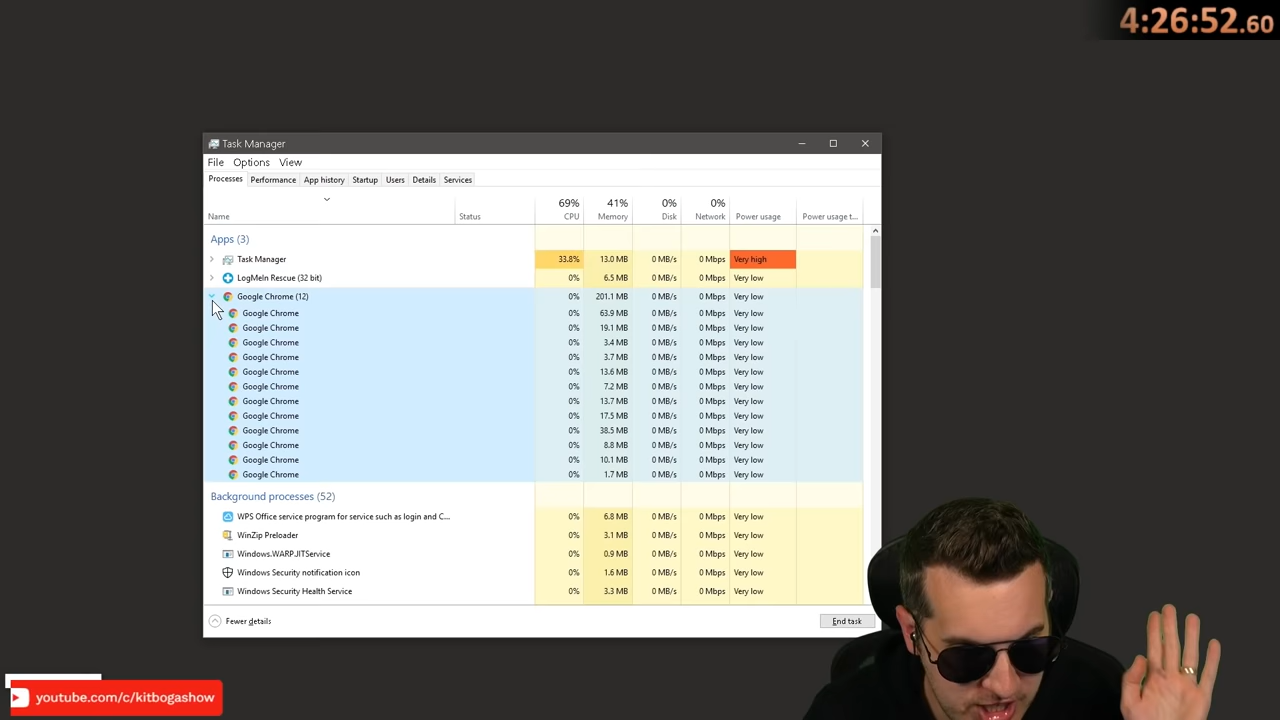 4:26:52.60
Task Manager
File Options View
Processes Performance App history Startup Users Details Services
69% 41% 0% 0%
Name Status CPU Memory Disk Network Power usage Power usage t...
Apps (3)
Task Manager 33.8% 13.0 MB 0 MB/s 0 Mbps Very high
LogMeIn Rescue (32 bit) 0% 6.5 MB 0 MB/s 0 Mbps Very low
Google Chrome (12) 0% 201.1 MB 0 MB/s 0 Mbps Very low
Google Chrome 0% 63.9 MB 0 MB/s 0 Mbps Very low
Google Chrome 0% 19.1 MB 0 MB/s 0 Mbps Very low
Google Chrome 0% 3.4 MB 0 MB/s 0 Mbps Very low
Google Chrome 0% 3.7 MB 0 MB/s 0 Mbps Very low
Google Chrome 0% 13.6 MB 0 MB/s 0 Mbps Very low
Google Chrome 0% 7.2 MB 0 MB/s 0 Mbps Very low
Google Chrome 0% 13.7 MB 0 MB/s 0 Mbps Very low
Google Chrome 0% 17.5 MB 0 MB/s 0 Mbps Very low
Google Chrome 0% 38.5 MB 0 MB/s 0 Mbps Very low
Google Chrome 0% 8.8 MB 0 MB/s 0 Mbps Very low
Google Chrome 0% 10.1 MB 0 MB/s 0 Mbps Very low
Google Chrome 0% 1.7 MB 0 MB/s 0 Mbps Very low
Background processes (52)
WPS Office service program for service such as login and C... 0% 6.8 MB 0 MB/s 0 Mbps Very low
WinZip Preloader 0% 3.1 MB 0 MB/s 0 Mbps Very low
Windows.WARP.JITService 0% 0.9 MB 0 MB/s 0 Mbps Very low
Windows Security notification icon 0% 1.6 MB 0 MB/s 0 Mbps Very low
Windows Security Health Service 0% 3.3 MB 0 MB/s 0 Mbps Very low
Fewer details End task
youtube.com/c/kitbogashow